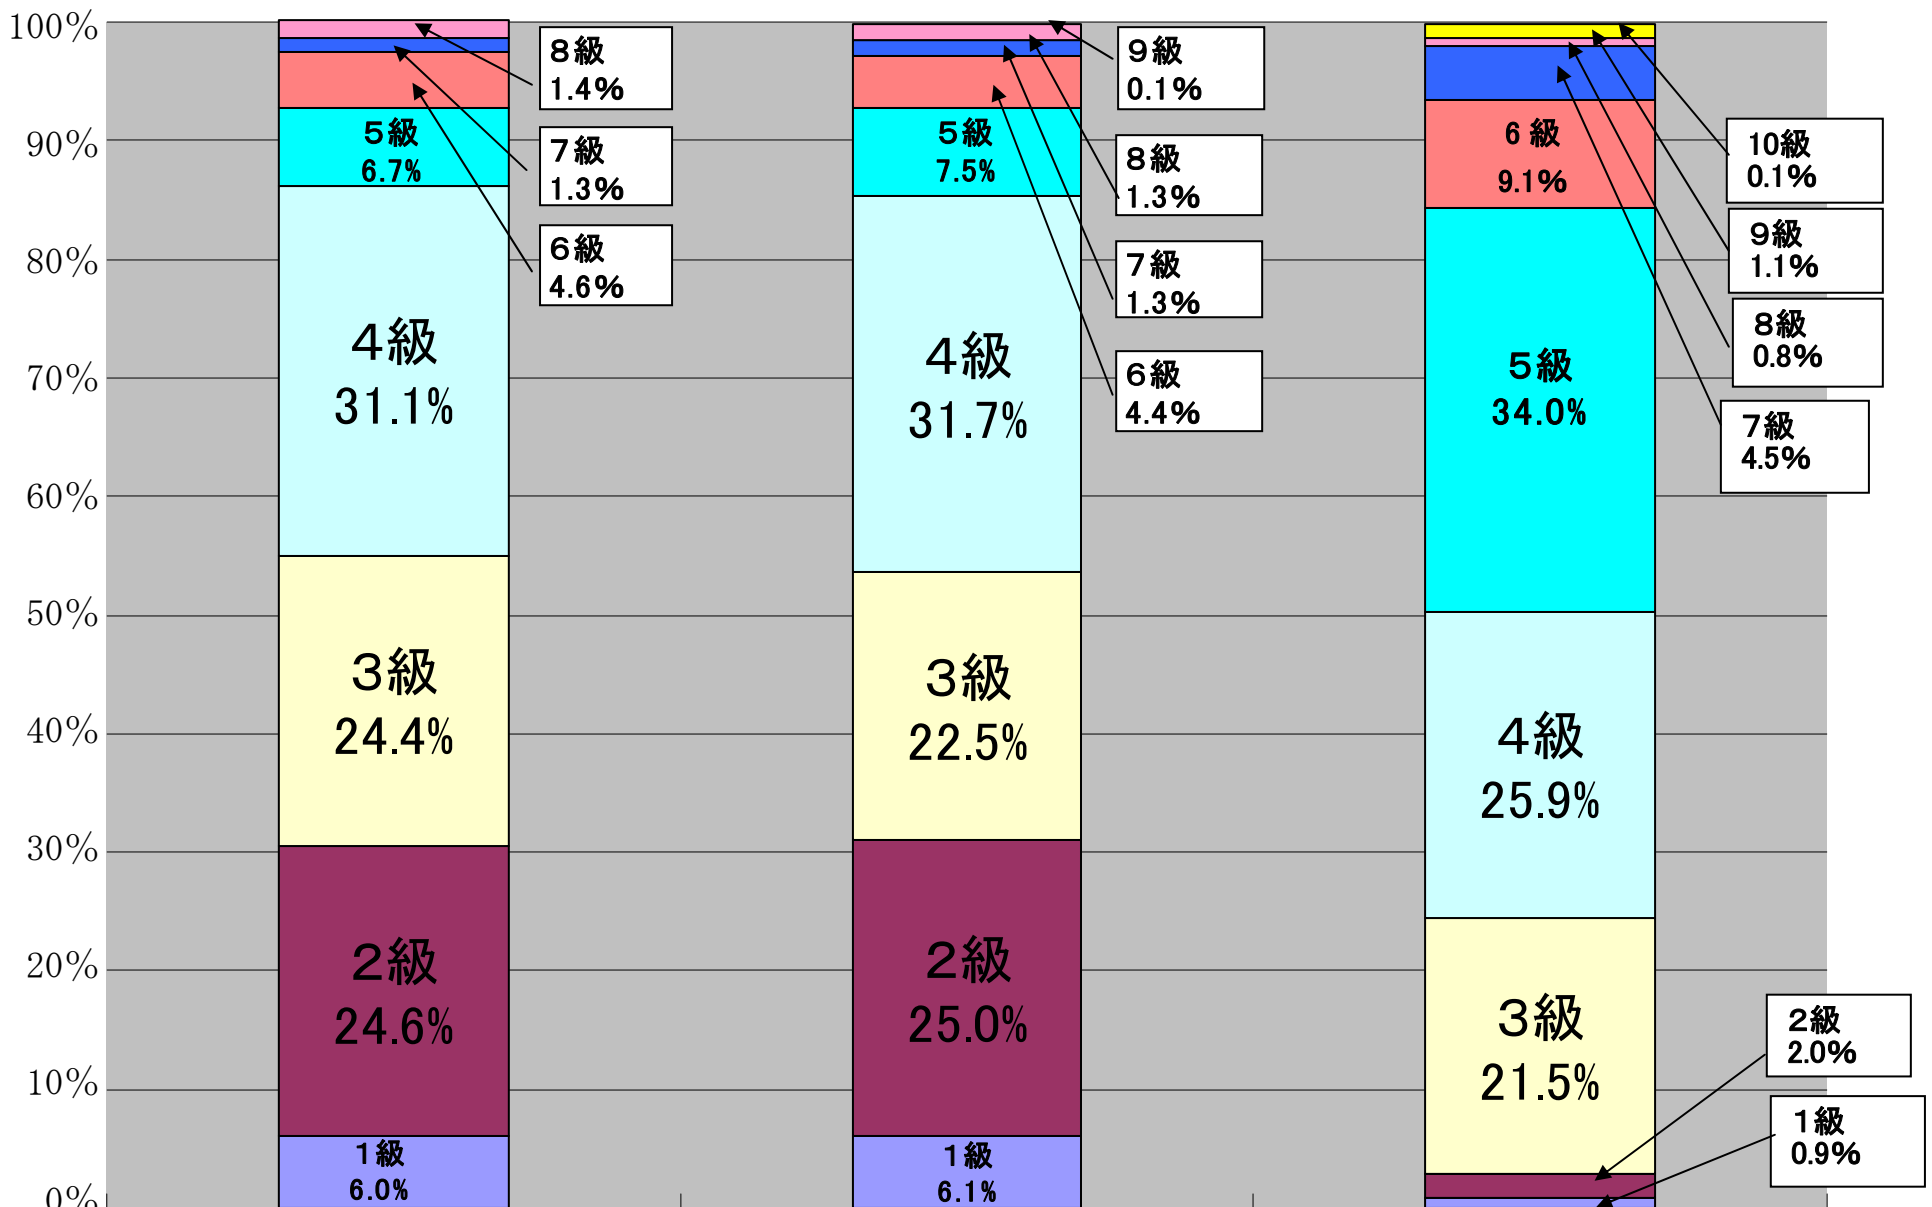 100%
90%
80%
70%
60%
50%
40%
30%
20%
10%
0%
8級
1.4%
7級
1.3%
6級
4.6%
5級
6.7%
4級
31.1%
3級
24.4%
2級
24.6%
1級
6.0%
9級
0.1%
8級
1.3%
7級
1.3%
6級
4.4%
5級
7.5%
4級
31.7%
3級
22.5%
2級
25.0%
1級
6.1%
10級
0.1%
9級
1.1%
8級
0.8%
7級
4.5%
6級
9.1%
5級
34.0%
4級
25.9%
3級
21.5%
2級
2.0%
1級
0.9%